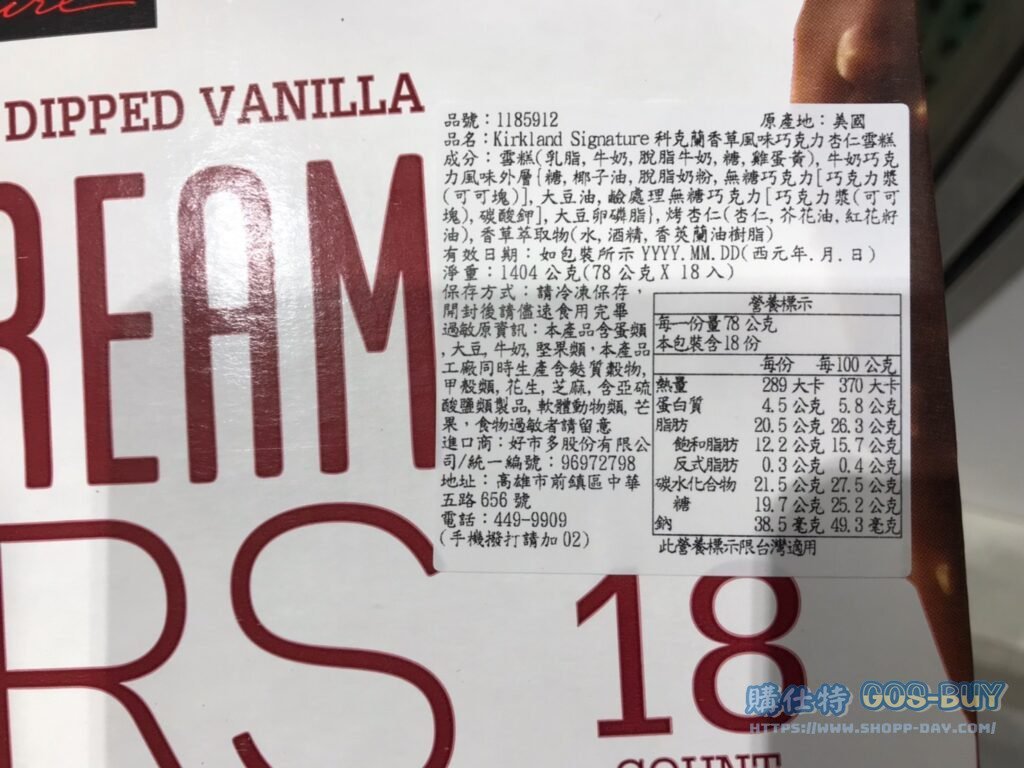 DIPPED VANILLA
REAM
RS
18
COUNT
品號：1185912 原產地：美國
品名：Kirkland Signature 科克蘭香草風味巧克力杏仁雪糕
成分：雪糕(乳脂, 牛奶, 脫脂牛奶, 糖, 雞蛋黃), 牛奶巧克
力風味外層{糖, 椰子油, 脫脂奶粉, 無糖巧克力[巧克力漿
(可可塊)], 大豆油, 鹼處理無糖巧克力[巧克力漿(可可
塊), 碳酸鉀], 大豆卵磷脂}, 烤杏仁(杏仁, 芥花油, 紅花籽
油), 香草萃取物(水, 酒精, 香莢蘭油樹脂)
有效日期：如包裝所示 YYYY.MM.DD(西元年.月.日)
淨重：1404 公克(78 公克 X 18 入)
保存方式：請冷凍保存，
開封後請儘速食用完畢
過敏原資訊：本產品含蛋類
, 大豆, 牛奶, 堅果類，本產品
工廠同時生產含麩質穀物,
甲殼類, 花生, 芝麻, 含亞硫
酸鹽類製品, 軟體動物類, 芒
果，食物過敏者請留意
進口商：好市多股份有限公
司/統一編號：96972798
地址：高雄市前鎮區中華
五路 656 號
電話：449-9909
(手機撥打請加 02)
營養標示
每一份量 78 公克
本包裝含 18 份
每份 每 100 公克
熱量 289 大卡 370 大卡
蛋白質 4.5 公克 5.8 公克
脂肪 20.5 公克 26.3 公克
飽和脂肪 12.2 公克 15.7 公克
反式脂肪 0.3 公克 0.4 公克
碳水化合物 21.5 公克 27.5 公克
糖 19.7 公克 25.2 公克
鈉 38.5 毫克 49.3 毫克
此營養標示限台灣適用
購仕特 GOS-BUY
HTTPS://WWW.SHOPP-DAY.COM/